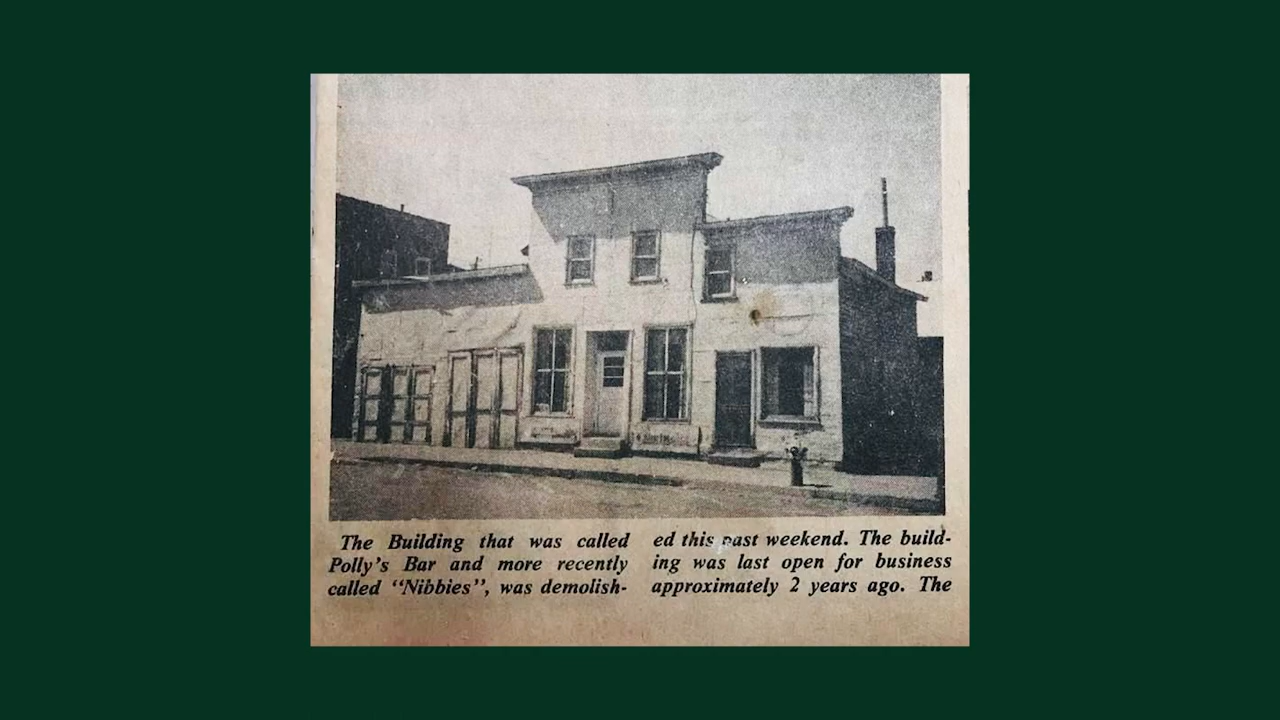 The Building that was called
Polly's Bar and more recently
called "Nibbies", was demolish-
ed this past weekend. The build-
ing was last open for business
approximately 2 years ago. The